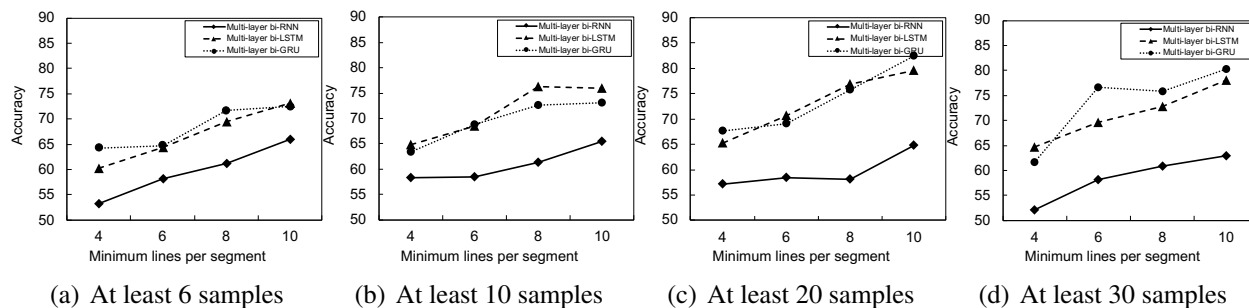 90
85
80
75
70
65
60
55
50
Accuracy
Multi-layer bi-RNN
Multi-layer bi-LSTM
Multi-layer bi-GRU
4 6 8 10
Minimum lines per segment
(a) At least 6 samples
90
85
80
75
70
65
60
55
50
Accuracy
Multi-layer bi-RNN
Multi-layer bi-LSTM
Multi-layer bi-GRU
4 6 8 10
Minimum lines per segment
(b) At least 10 samples
90
85
80
75
70
65
60
55
50
Accuracy
Multi-layer bi-RNN
Multi-layer bi-LSTM
Multi-layer bi-GRU
4 6 8 10
Minimum lines per segment
(c) At least 20 samples
90
85
80
75
70
65
60
55
50
Accuracy
Multi-layer bi-RNN
Multi-layer bi-LSTM
Multi-layer bi-GRU
4 6 8 10
Minimum lines per segment
(d) At least 30 samples